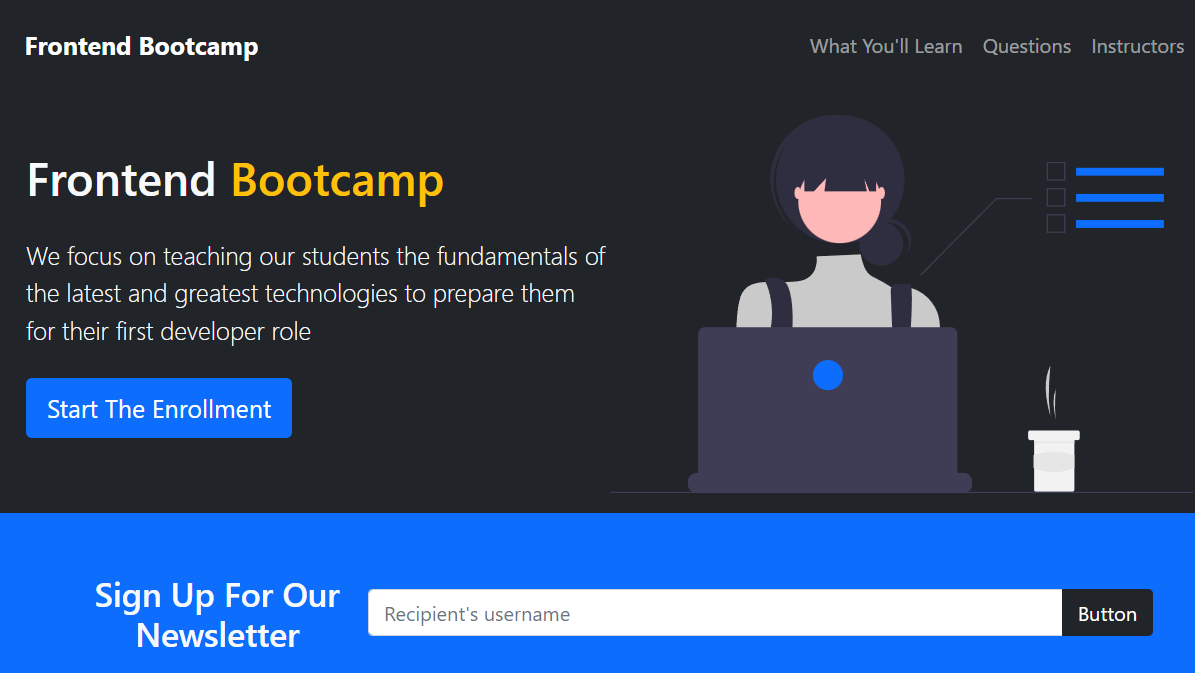 Frontend Bootcamp
What You'll Learn Questions Instructors
Frontend Bootcamp
We focus on teaching our students the fundamentals of
the latest and greatest technologies to prepare them
for their first developer role
Start The Enrollment
Sign Up For Our
Newsletter
Recipient's username
Button